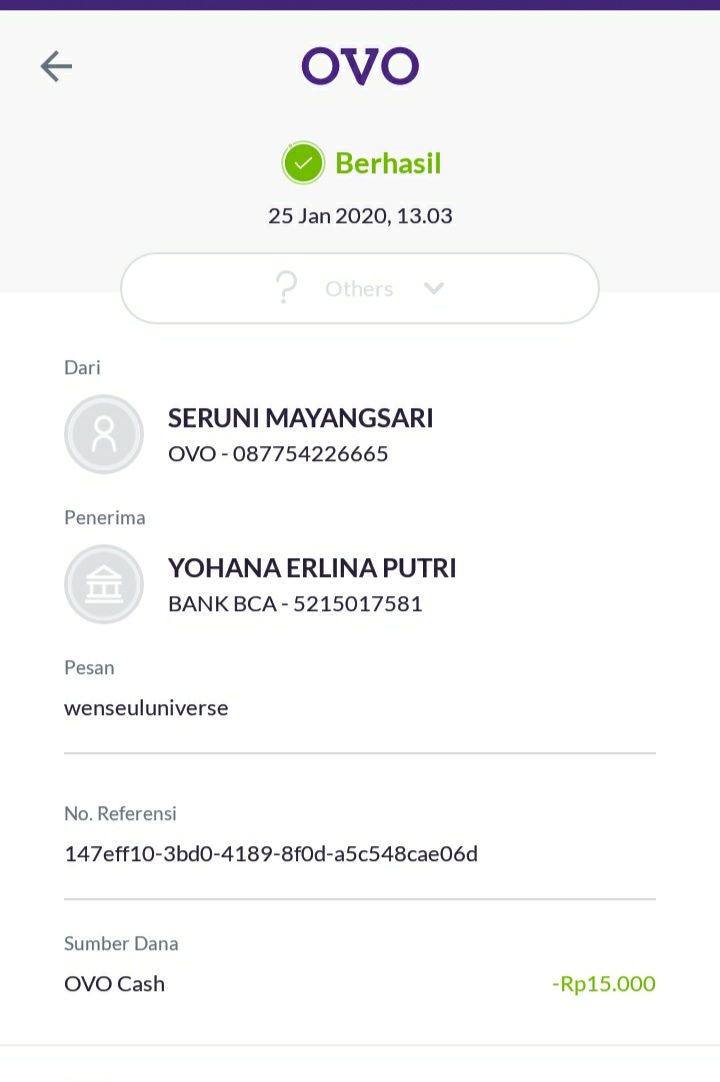 OVO
Berhasil
25 Jan 2020, 13.03
? Others
Dari
SERUNI MAYANGSARI
OVO - 087754226665
Penerima
YOHANA ERLINA PUTRI
BANK BCA - 5215017581
Pesan
wenseuluniverse
No. Referensi
147eff10-3bd0-4189-8f0d-a5c548cae06d
Sumber Dana
OVO Cash -Rp15.000